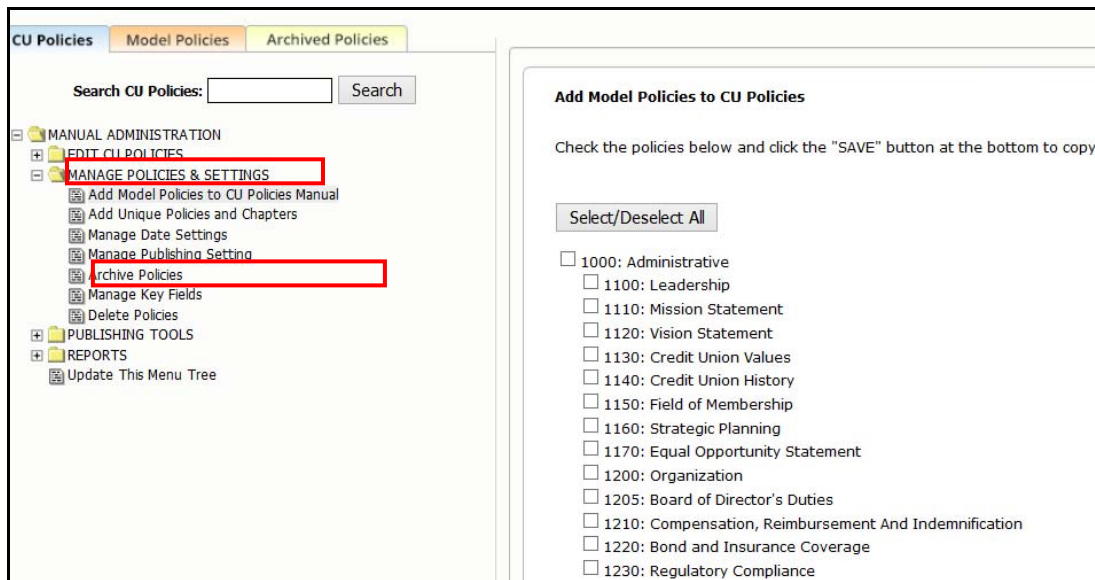 CU Policies Model Policies Archived Policies
Search CU Policies: Search
MANUAL ADMINISTRATION
EDIT CU POLICIES
MANAGE POLICIES & SETTINGS
Add Model Policies to CU Policies Manual
Add Unique Policies and Chapters
Manage Date Settings
Manage Publishing Setting
Archive Policies
Manage Key Fields
Delete Policies
PUBLISHING TOOLS
REPORTS
Update This Menu Tree
Add Model Policies to CU Policies
Check the policies below and click the "SAVE" button at the bottom to copy
Select/Deselect All
1000: Administrative
1100: Leadership
1110: Mission Statement
1120: Vision Statement
1130: Credit Union Values
1140: Credit Union History
1150: Field of Membership
1160: Strategic Planning
1170: Equal Opportunity Statement
1200: Organization
1205: Board of Director's Duties
1210: Compensation, Reimbursement And Indemnification
1220: Bond and Insurance Coverage
1230: Regulatory Compliance